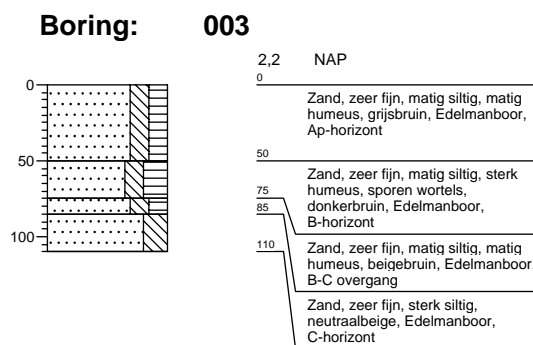 Boring: 003
2,2 NAP
0
0
Zand, zeer fijn, matig siltig, matig
humeus, grijsbruin, Edelmanboor,
Ap-horizont
50
50
Zand, zeer fijn, matig siltig, sterk
humeus, sporen wortels,
donkerbruin, Edelmanboor,
B-horizont
75
85
Zand, zeer fijn, matig siltig, matig
humeus, beigebruin, Edelmanboor,
B-C overgang
100
110
Zand, zeer fijn, sterk siltig,
neutraalbeige, Edelmanboor,
C-horizont